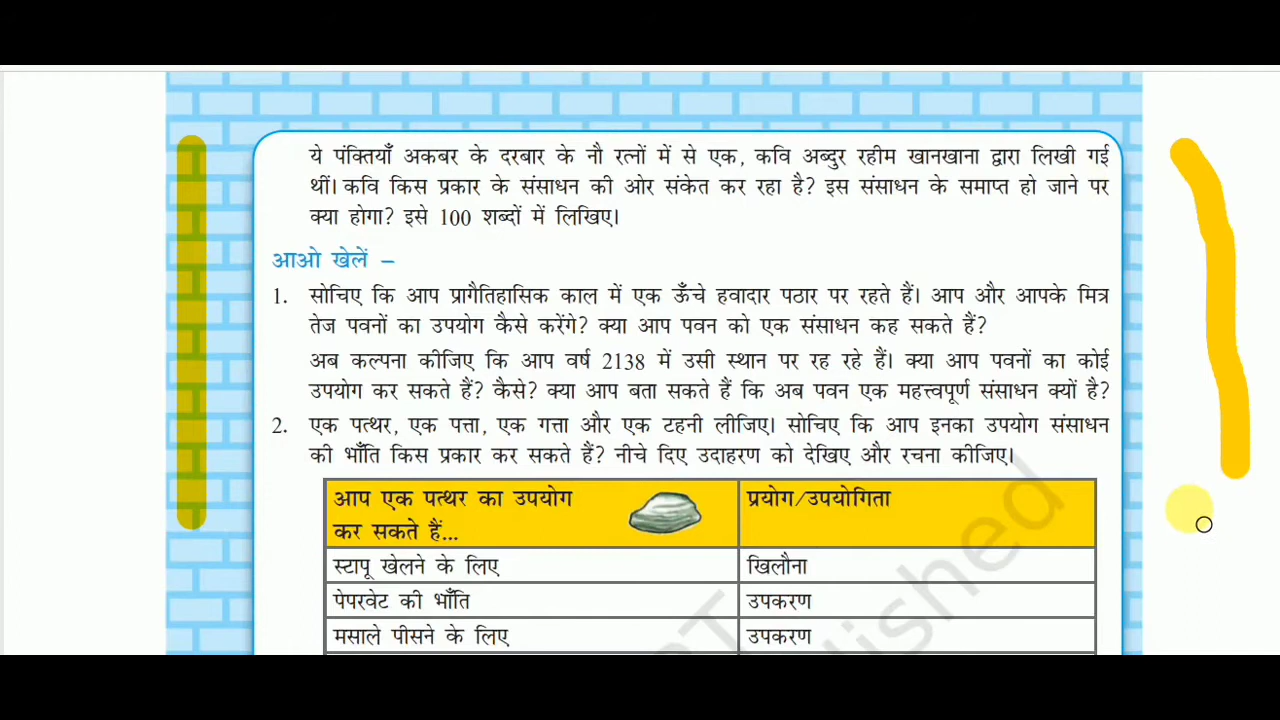 ये पंक्तियाँ अकबर के दरबार के नौ रत्नों में से एक, कवि अब्दुर रहीम खानखाना द्वारा लिखी गई
थीं। कवि किस प्रकार के संसाधन की ओर संकेत कर रहा है? इस संसाधन के समाप्त हो जाने पर
क्या होगा? इसे 100 शब्दों में लिखिए।
आओ खेलें –
1. सोचिए कि आप प्रागैतिहासिक काल में एक ऊँचे हवादार पठार पर रहते हैं। आप और आपके मित्र
तेज पवनों का उपयोग कैसे करेंगे? क्या आप पवन को एक संसाधन कह सकते हैं?
अब कल्पना कीजिए कि आप वर्ष 2138 में उसी स्थान पर रह रहे हैं। क्या आप पवनों का कोई
उपयोग कर सकते हैं? कैसे? क्या आप बता सकते हैं कि अब पवन एक महत्त्वपूर्ण संसाधन क्यों है?
2. एक पत्थर, एक पत्ता, एक गत्ता और एक टहनी लीजिए। सोचिए कि आप इनका उपयोग संसाधन
की भाँति किस प्रकार कर सकते हैं? नीचे दिए उदाहरण को देखिए और रचना कीजिए।
आप एक पत्थर का उपयोग
कर सकते हैं...
प्रयोग/उपयोगिता
स्टापू खेलने के लिए
खिलौना
पेपरवेट की भाँति
उपकरण
मसाले पीसने के लिए
उपकरण